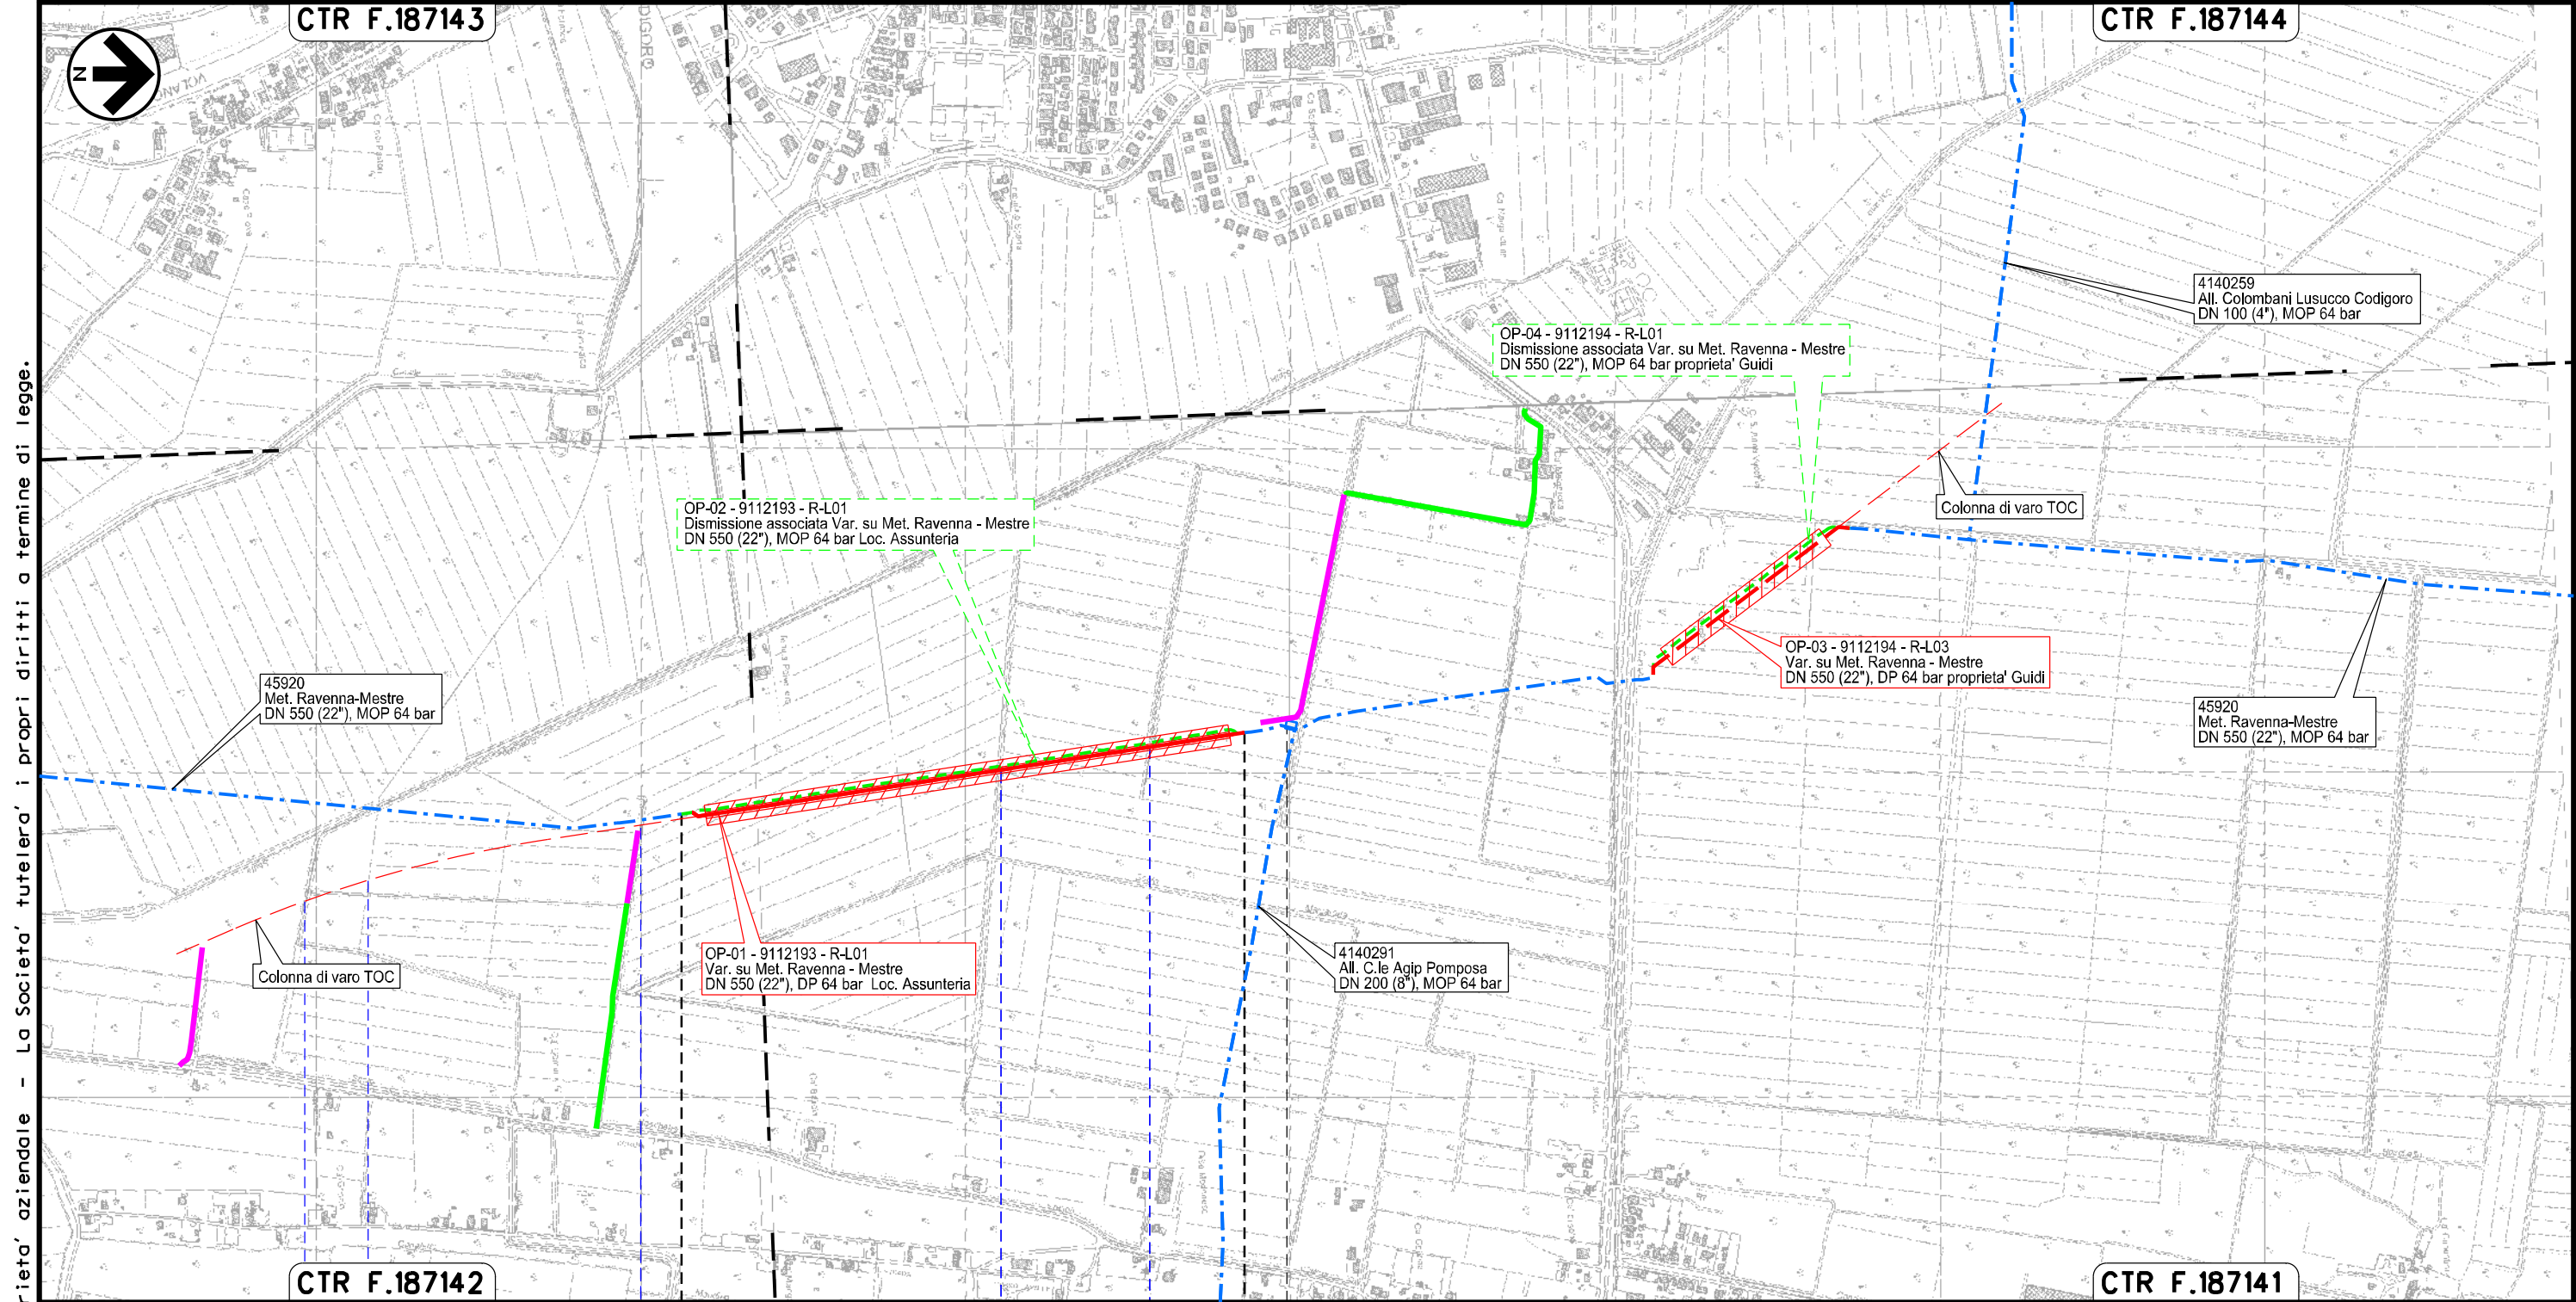 CTR F.187143
CTR F.187144
N
VOLANO
DIGORO
4140259
All. Colombani Lusucco Codigoro
DN 100 (4"), MOP 64 bar
OP-04 - 9112194 - R-L01
Dismissione associata Var. su Met. Ravenna - Mestre
DN 550 (22"), MOP 64 bar proprieta' Guidi
Colonna di varo TOC
OP-02 - 9112193 - R-L01
Dismissione associata Var. su Met. Ravenna - Mestre
DN 550 (22"), MOP 64 bar Loc. Assunteria
OP-03 - 9112194 - R-L03
Var. su Met. Ravenna - Mestre
DN 550 (22"), DP 64 bar proprieta' Guidi
45920
Met. Ravenna-Mestre
DN 550 (22"), MOP 64 bar
45920
Met. Ravenna-Mestre
DN 550 (22"), MOP 64 bar
OP-01 - 9112193 - R-L01
Var. su Met. Ravenna - Mestre
DN 550 (22"), DP 64 bar Loc. Assunteria
4140291
All. C.le Agip Pomposa
DN 200 (8"), MOP 64 bar
Colonna di varo TOC
aziendale - La Societa' tutelera' i propri diritti a termine di legge.
CTR F.187142
CTR F.187141